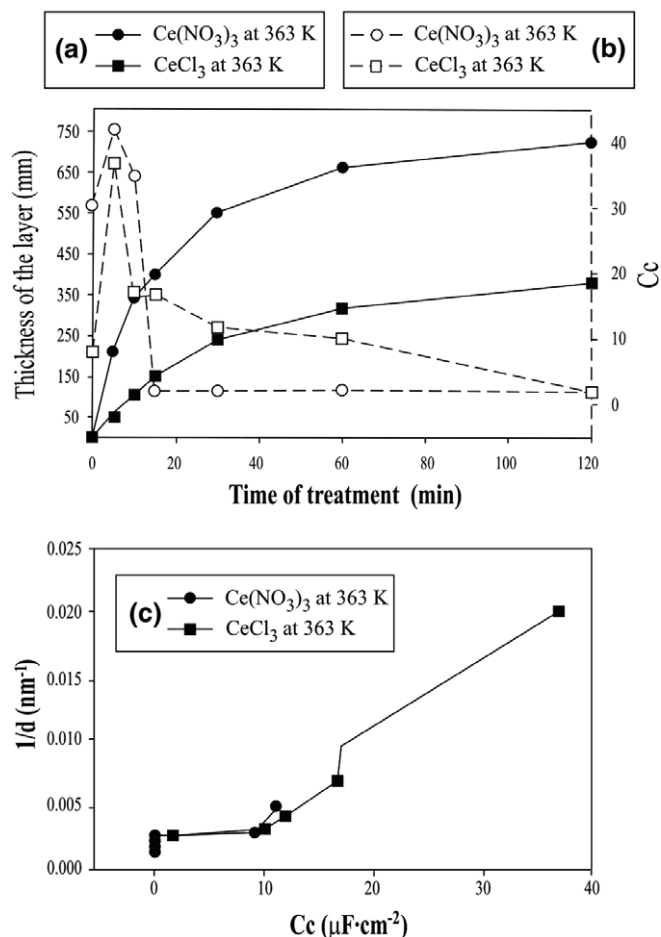 (a) Ce(NO₃)₃ at 363 K
CeCl₃ at 363 K
Ce(NO₃)₃ at 363 K (b)
CeCl₃ at 363 K
Thickness of the layer (mm)
750
650
550
450
350
250
150
50
40
30
20
10
0
Cc
0 20 40 60 80 100 120
Time of treatment (min)
(c) Ce(NO₃)₃ at 363 K
CeCl₃ at 363 K
1/d (nm⁻¹)
0.025
0.020
0.015
0.010
0.005
0.000
0 10 20 30 40
Cc (μF·cm⁻²)